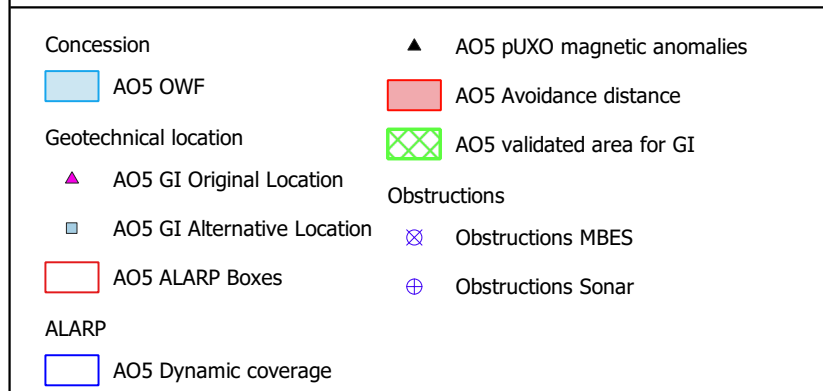 Concession
AO5 OWF
Geotechnical location
AO5 GI Original Location
AO5 GI Alternative Location
AO5 ALARP Boxes
ALARP
AO5 Dynamic coverage
AO5 pUXO magnetic anomalies
AO5 Avoidance distance
AO5 validated area for GI
Obstructions
Obstructions MBES
Obstructions Sonar